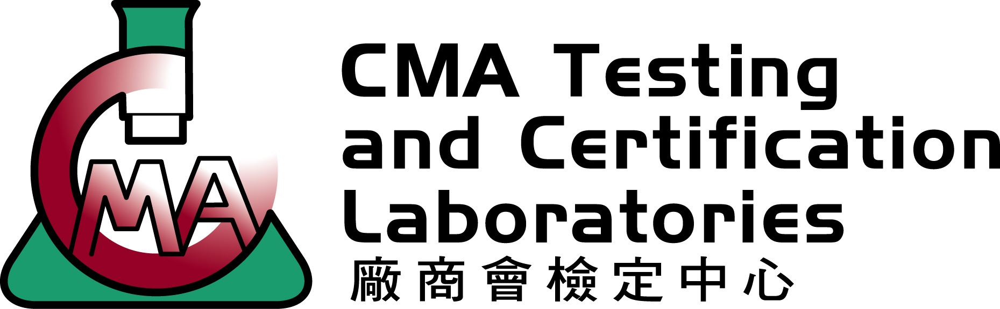 CMA
CMA Testing
and Certification
Laboratories
廠商會檢定中心